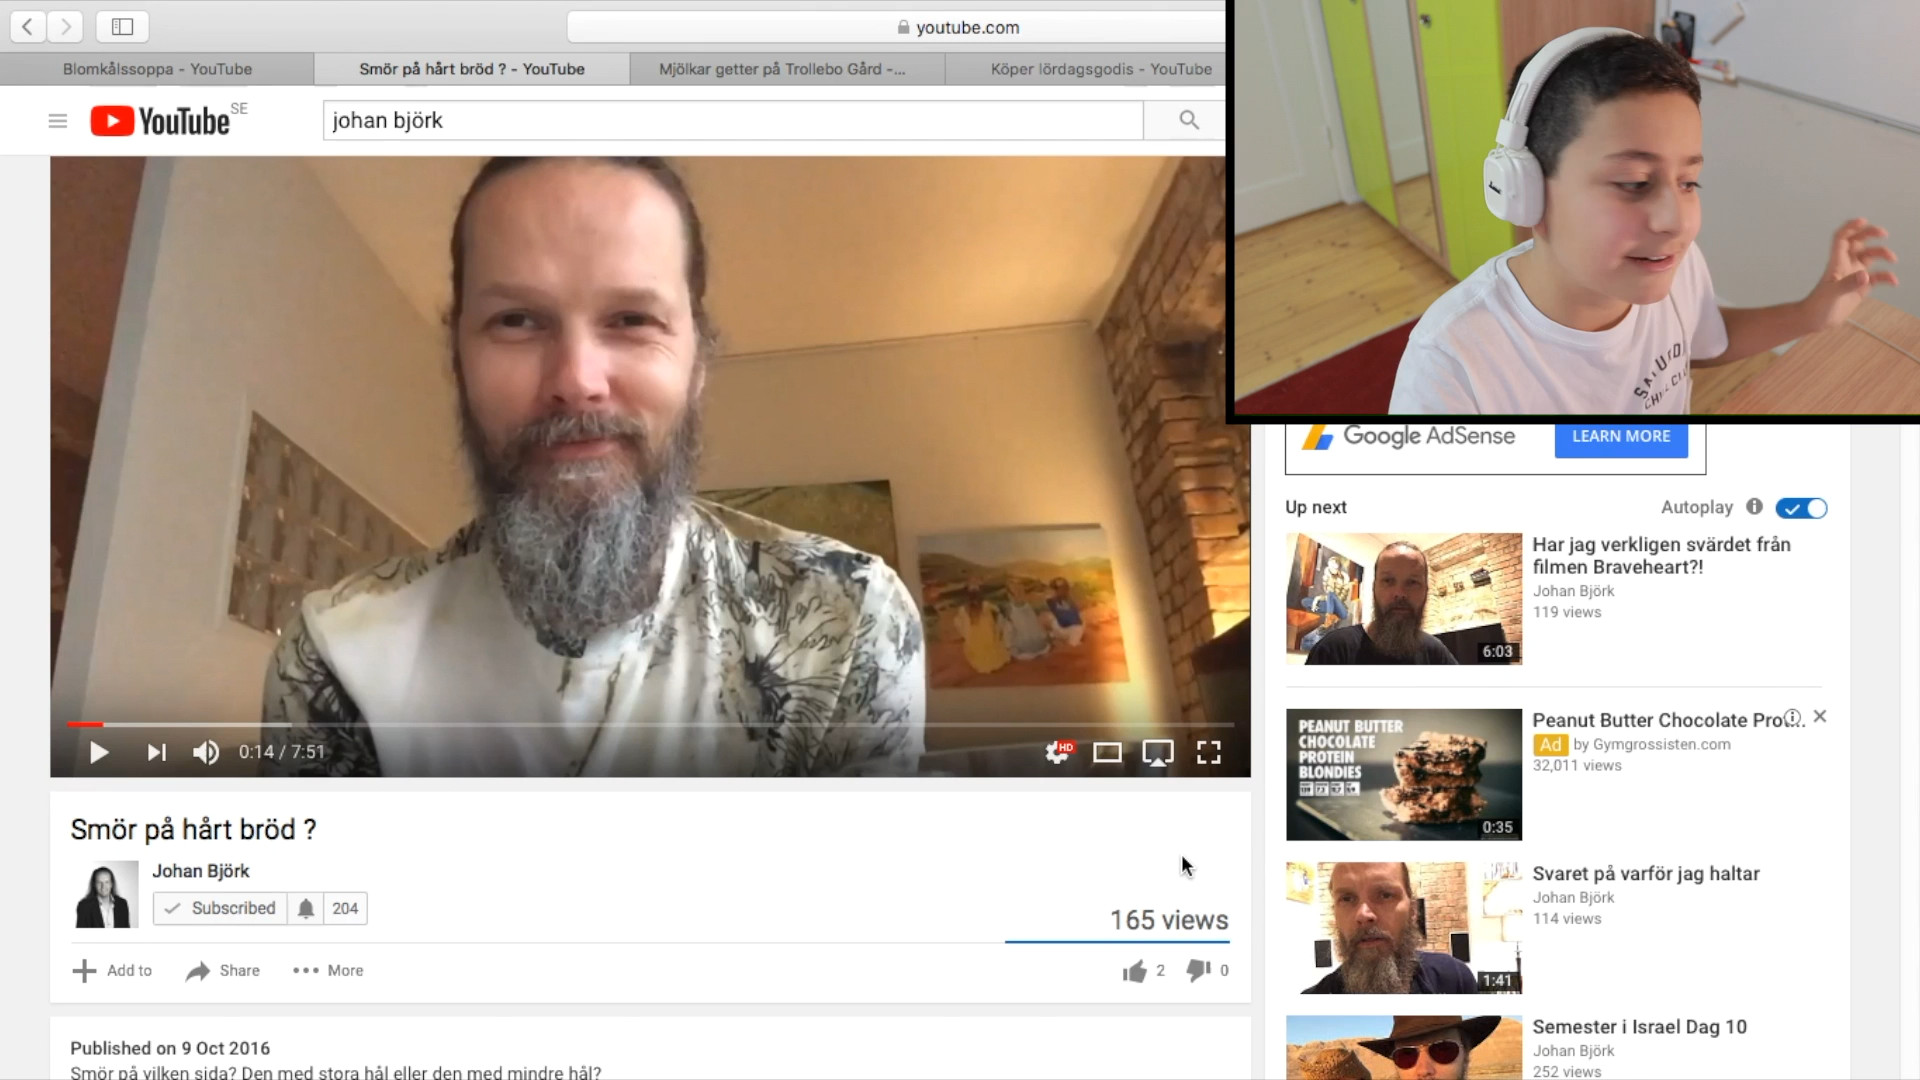 youtube.com
Blomkålssoppa - YouTube
Smör på hårt bröd ? - YouTube
Mjölkar getter på Trollebo Gård -...
Köper lördagsgodis - YouTube
YouTube SE
johan björk
0:14 / 7:51
HD
Smör på hårt bröd ?
Johan Björk
Subscribed
204
165 views
Add to
Share
More
2
0
Published on 9 Oct 2016
Smör på vilken sida? Den med stora hål eller den med mindre hål?
Google AdSense
LEARN MORE
Up next
Autoplay
6:03
Har jag verkligen svärdet från
filmen Braveheart?!
Johan Björk
119 views
PEANUT BUTTER
CHOCOLATE
PROTEIN
BLONDIES
0:35
Peanut Butter Chocolate Pro...
Ad by Gymgrossisten.com
32,011 views
1:41
Svaret på varför jag haltar
Johan Björk
114 views
Semester i Israel Dag 10
Johan Björk
252 views